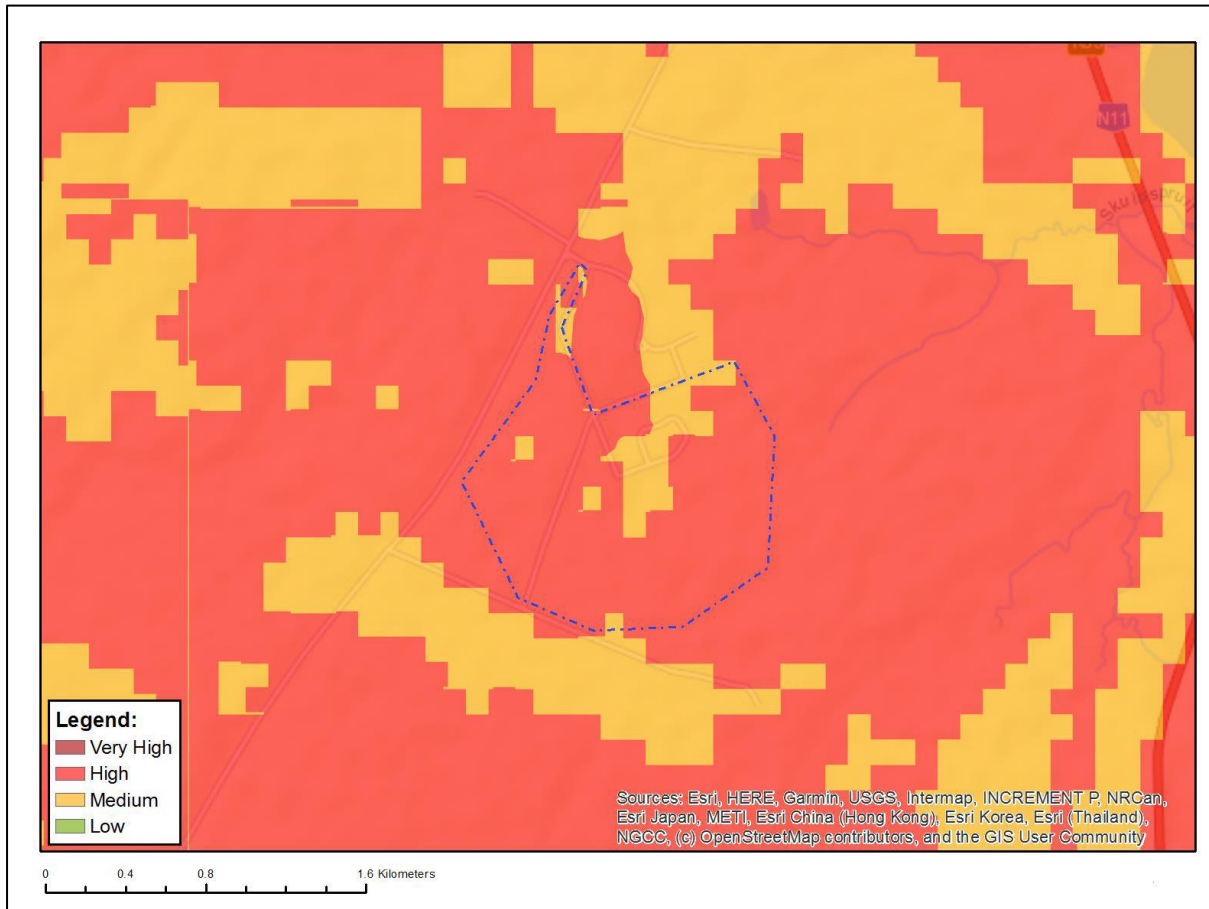 N11
Skuitspruit
Legend:
Very High
High
Medium
Low
Sources: Esri, HERE, Garmin, USGS, Intermap, INCREMENT P, NRCan,
Esri Japan, METI, Esri China (Hong Kong), Esri Korea, Esri (Thailand),
NGCC, (c) OpenStreetMap contributors, and the GIS User Community
0 0.4 0.8 1.6 Kilometers